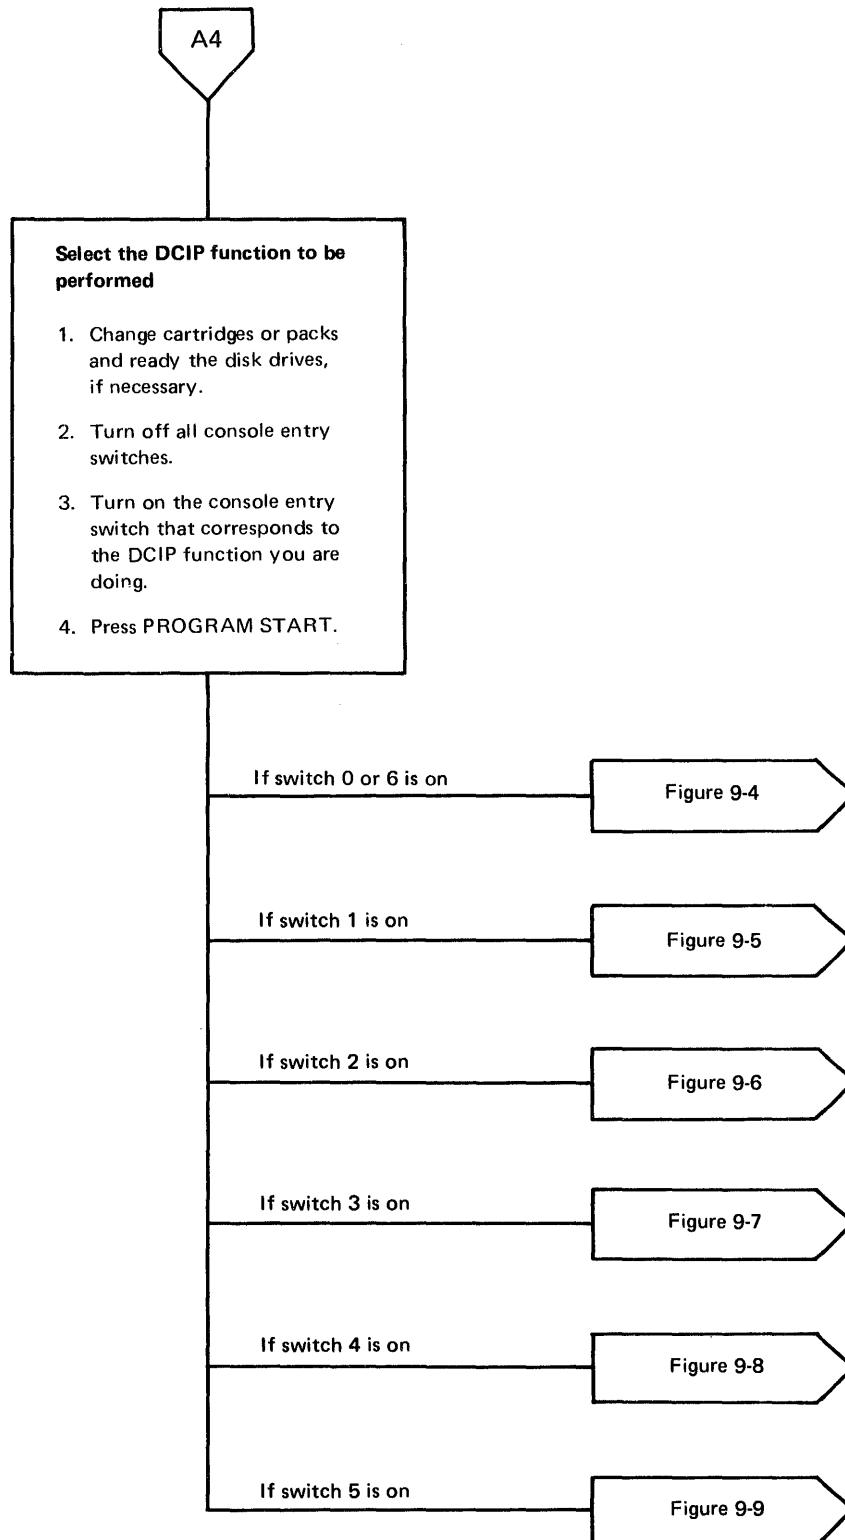 A4
Select the DCIP function to be
performed
1. Change cartridges or packs
and ready the disk drives,
if necessary.
2. Turn off all console entry
switches.
3. Turn on the console entry
switch that corresponds to
the DCIP function you are
doing.
4. Press PROGRAM START.
If switch 0 or 6 is on
Figure 9-4
If switch 1 is on
Figure 9-5
If switch 2 is on
Figure 9-6
If switch 3 is on
Figure 9-7
If switch 4 is on
Figure 9-8
If switch 5 is on
Figure 9-9